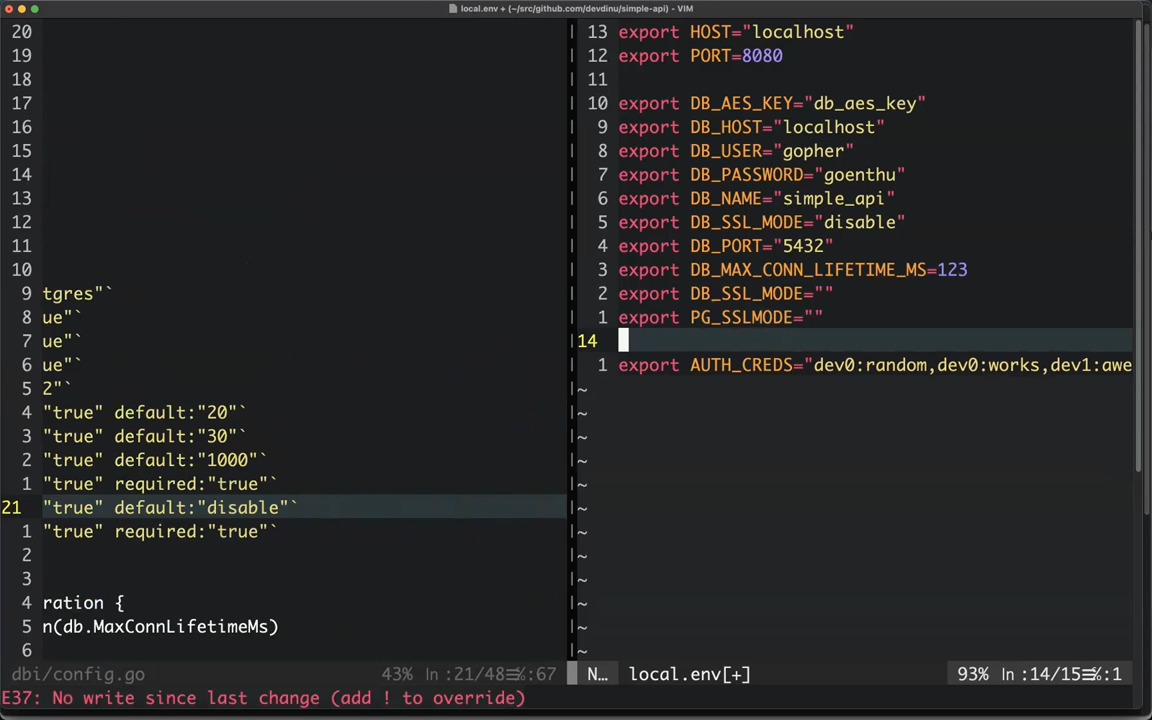 local.env + (~/src/github.com/devdinu/simple-api) - VIM
20
19
18
17
16
15
14
13
12
11
10
9 tgres"`
8 ue"`
7 ue"`
6 ue"`
5 2"`
4 "true" default:"20"`
3 "true" default:"30"`
2 "true" default:"1000"`
1 "true" required:"true"`
21 "true" default:"disable"`
1 "true" required:"true"`
2
3
4 ration {
5 n(db.MaxConnLifetimeMs)
6
dbi/config.go 43% ln :21/48≡℅:67
13 export HOST="localhost"
12 export PORT=8080
11
10 export DB_AES_KEY="db_aes_key"
9 export DB_HOST="localhost"
8 export DB_USER="gopher"
7 export DB_PASSWORD="goenthu"
6 export DB_NAME="simple_api"
5 export DB_SSL_MODE="disable"
4 export DB_PORT="5432"
3 export DB_MAX_CONN_LIFETIME_MS=123
2 export DB_SSL_MODE=""
1 export PG_SSLMODE=""
14
1 export AUTH_CREDS="dev0:random,dev0:works,dev1:awe
~
~
~
~
~
~
~
~
~
~
~
~
N... local.env[+] 93% ln :14/15≡℅:1
E37: No write since last change (add ! to override)